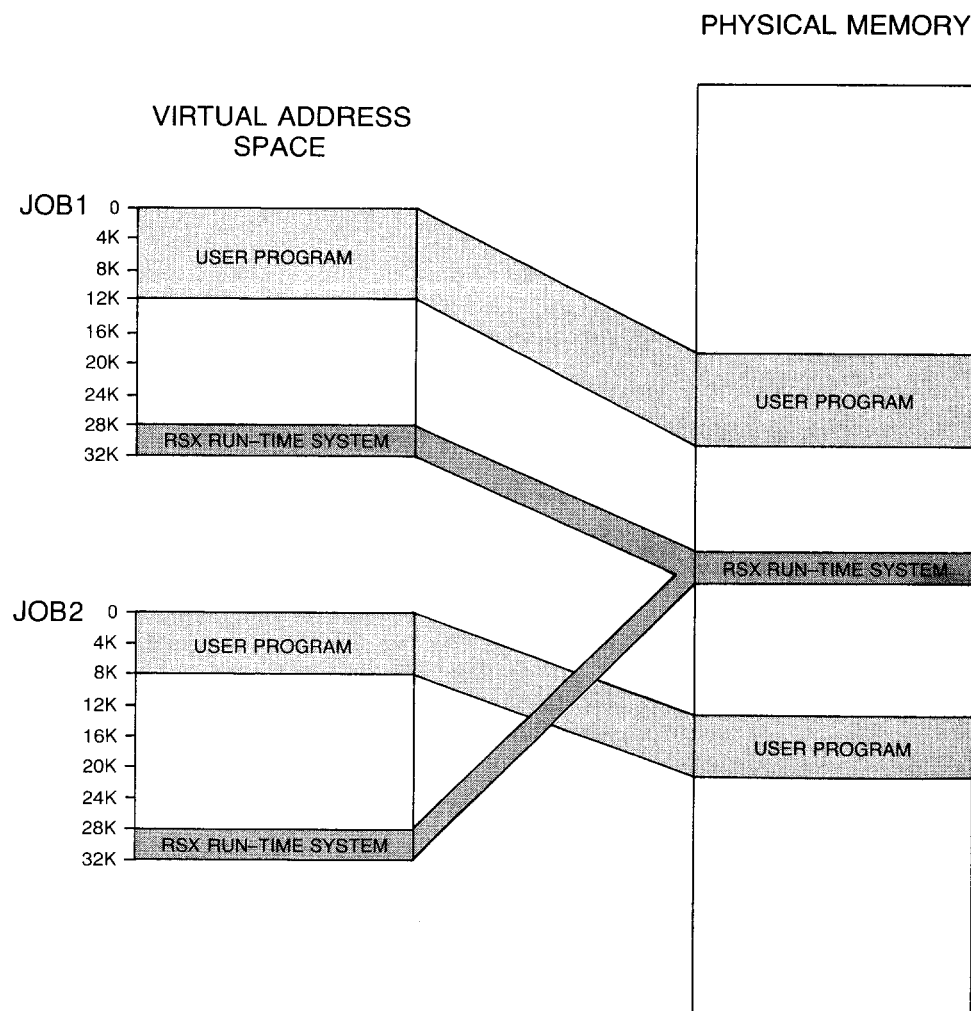 PHYSICAL MEMORY
VIRTUAL ADDRESS
SPACE
JOB1
0
4K
8K
12K
16K
20K
24K
28K
32K
USER PROGRAM
RSX RUN–TIME SYSTEM
USER PROGRAM
RSX RUN–TIME SYSTEM
JOB2
0
4K
8K
12K
16K
20K
24K
28K
32K
USER PROGRAM
RSX RUN–TIME SYSTEM
USER PROGRAM